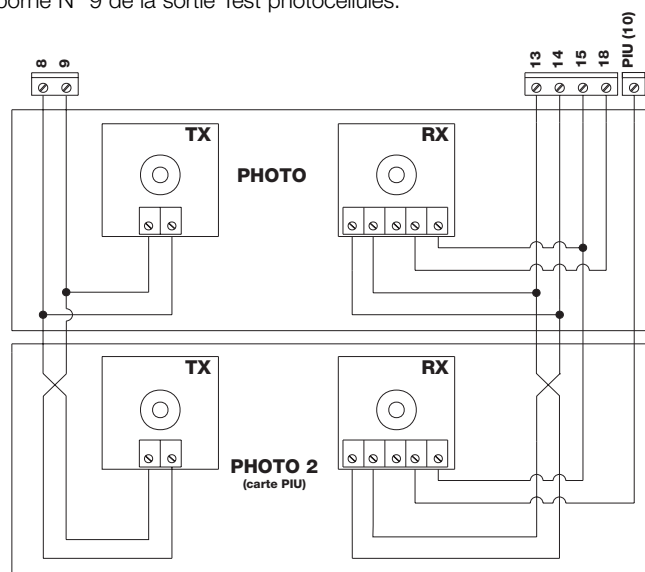 borne N° 9 de la sortie Test photocellules.
8 9
13 14 15 18 PIU (10)
TX
RX
PHOTO
TX
RX
PHOTO 2
(carte PIU)